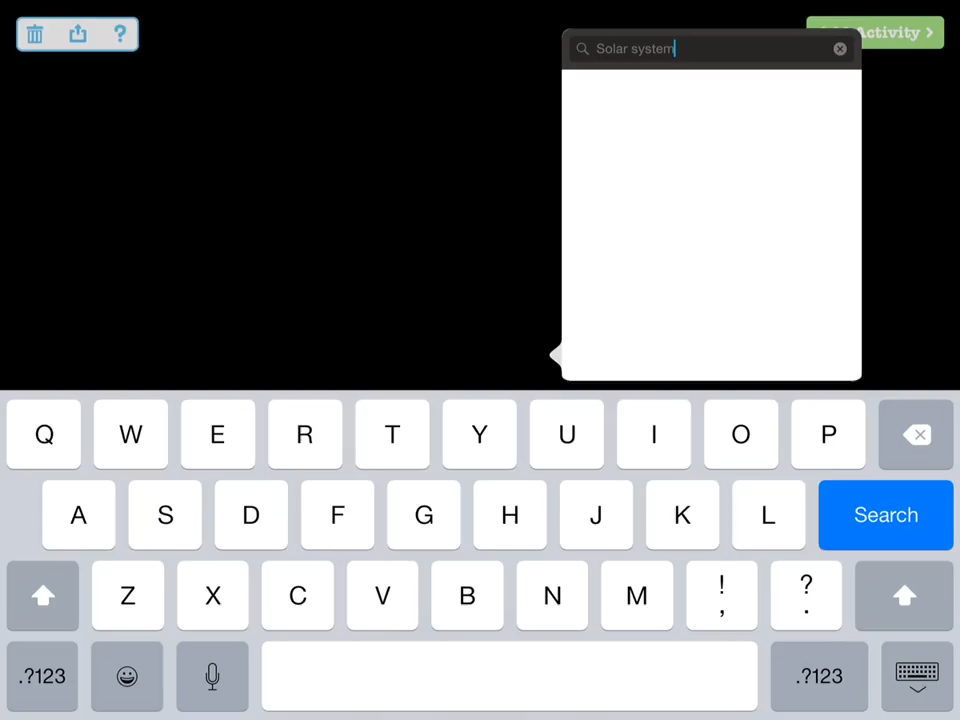 ?
Solar system
Activity
Q W E R T Y U I O P
A S D F G H J K L Search
Z X C V B N M ! , ? .
.?123 .?123